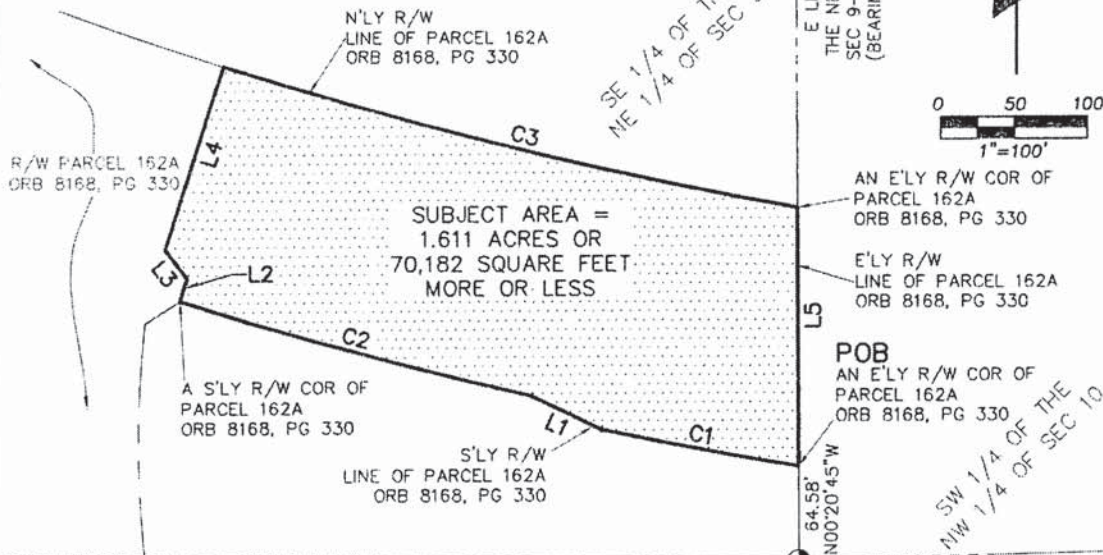 N'LY R/W
LINE OF PARCEL 162A
ORB 8168, PG 330
SE 1/4 OF
NE 1/4 OF SEC
E L
THE N
SEC 9-
(BEARIN
0 50 100
1"=100'
R/W PARCEL 162A
ORB 8168, PG 330
L4
C3
AN E'LY R/W COR OF
PARCEL 162A
ORB 8168, PG 330
SUBJECT AREA =
1.611 ACRES OR
70,182 SQUARE FEET
MORE OR LESS
E'LY R/W
LINE OF PARCEL 162A
ORB 8168, PG 330
L3
L2
L5
C2
POB
AN E'LY R/W COR OF
PARCEL 162A
ORB 8168, PG 330
A S'LY R/W COR OF
PARCEL 162A
ORB 8168, PG 330
L1
C1
S'LY R/W
LINE OF PARCEL 162A
ORB 8168, PG 330
64.58'
N00°20'45"W
SW 1/4 OF THE
NW 1/4 OF SEC 10